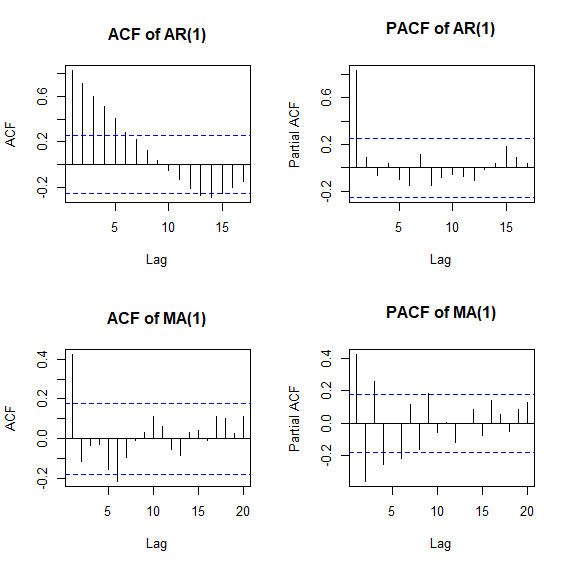 ACF of AR(1)
ACF
-0.2
0.2
0.6
5
10
15
Lag
PACF of AR(1)
Partial ACF
-0.2
0.2
0.6
5
10
15
Lag
ACF of MA(1)
ACF
-0.2
0.0
0.2
0.4
5
10
15
20
Lag
PACF of MA(1)
Partial ACF
-0.2
0.0
0.2
0.4
5
10
15
20
Lag